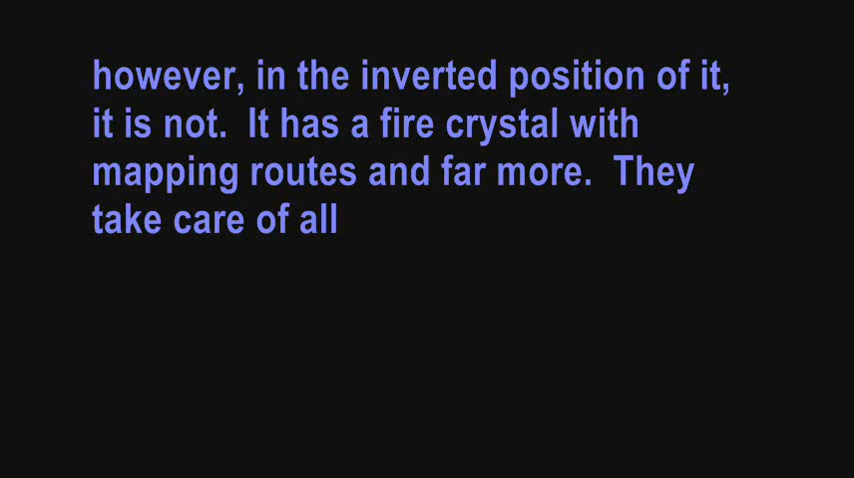 however, in the inverted position of it,
it is not.  It has a fire crystal with
mapping routes and far more.  They
take care of all